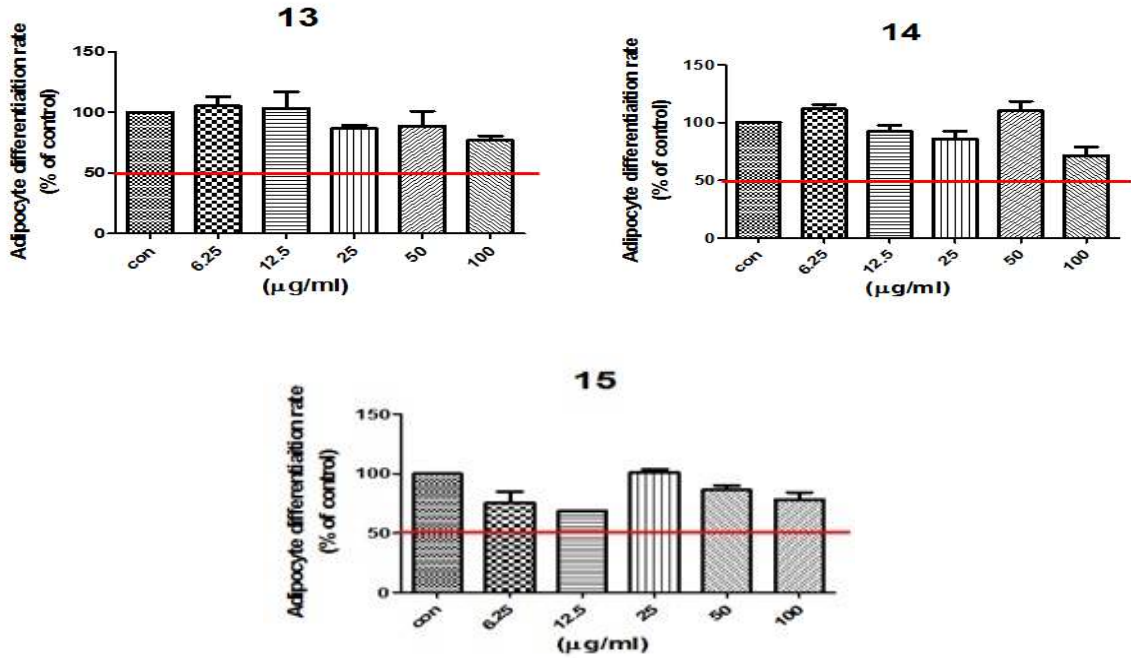 13
Adipocyte differentiaition rate
(% of control)
150
100
50
0
con
6.25
12.5
25
50
100
(μg/ml)
14
Adipocyte differentiaition rate
(% of control)
150
100
50
0
con
6.25
12.5
25
50
100
(μg/ml)
15
Adipocyte differentiaition rate
(% of control)
150
100
50
0
con
6.25
12.5
25
50
100
(μg/ml)